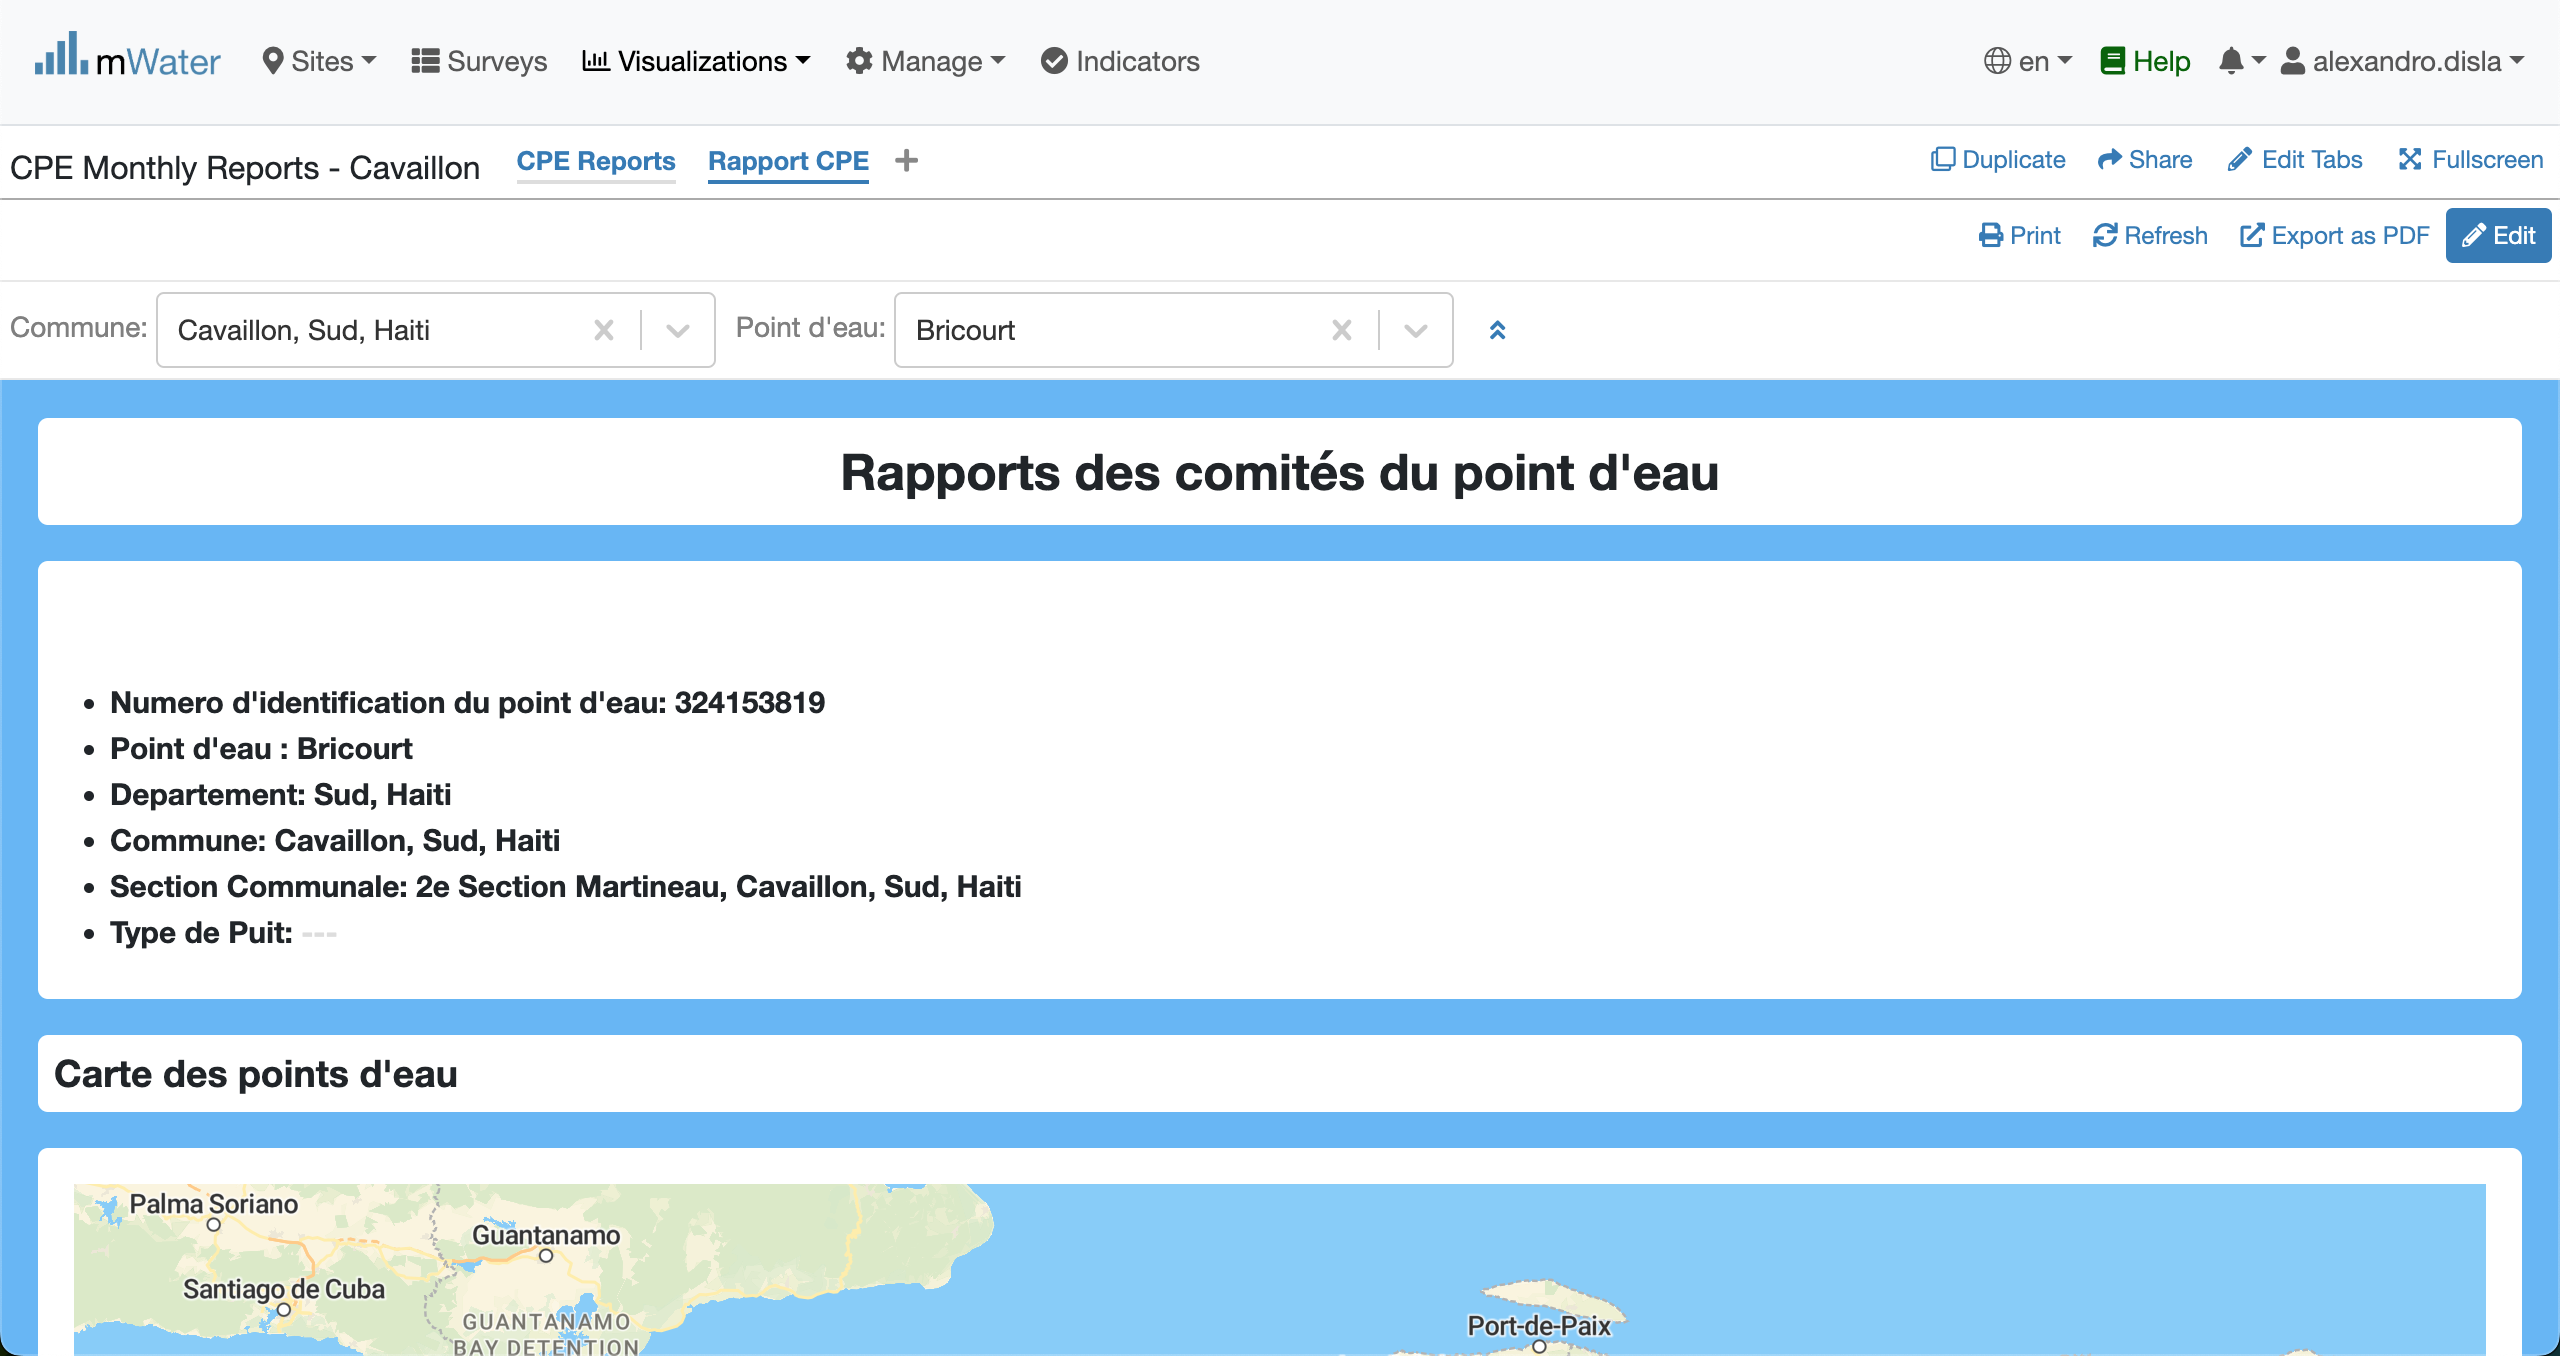 mWater Sites Surveys Visualizations Manage Indicators en Help alexandro.disla
CPE Monthly Reports - Cavaillon CPE Reports Rapport CPE + Duplicate Share Edit Tabs Fullscreen
Print Refresh Export as PDF Edit
Commune: Cavaillon, Sud, Haiti Point d'eau: Bricourt
Rapports des comités du point d'eau
• Numero d'identification du point d'eau: 324153819
• Point d'eau : Bricourt
• Departement: Sud, Haiti
• Commune: Cavaillon, Sud, Haiti
• Section Communale: 2e Section Martineau, Cavaillon, Sud, Haiti
• Type de Puit: ---
Carte des points d'eau
Palma Soriano
Guantanamo
Santiago de Cuba
GUANTANAMO
BAY DETENTION
Port-de-Paix